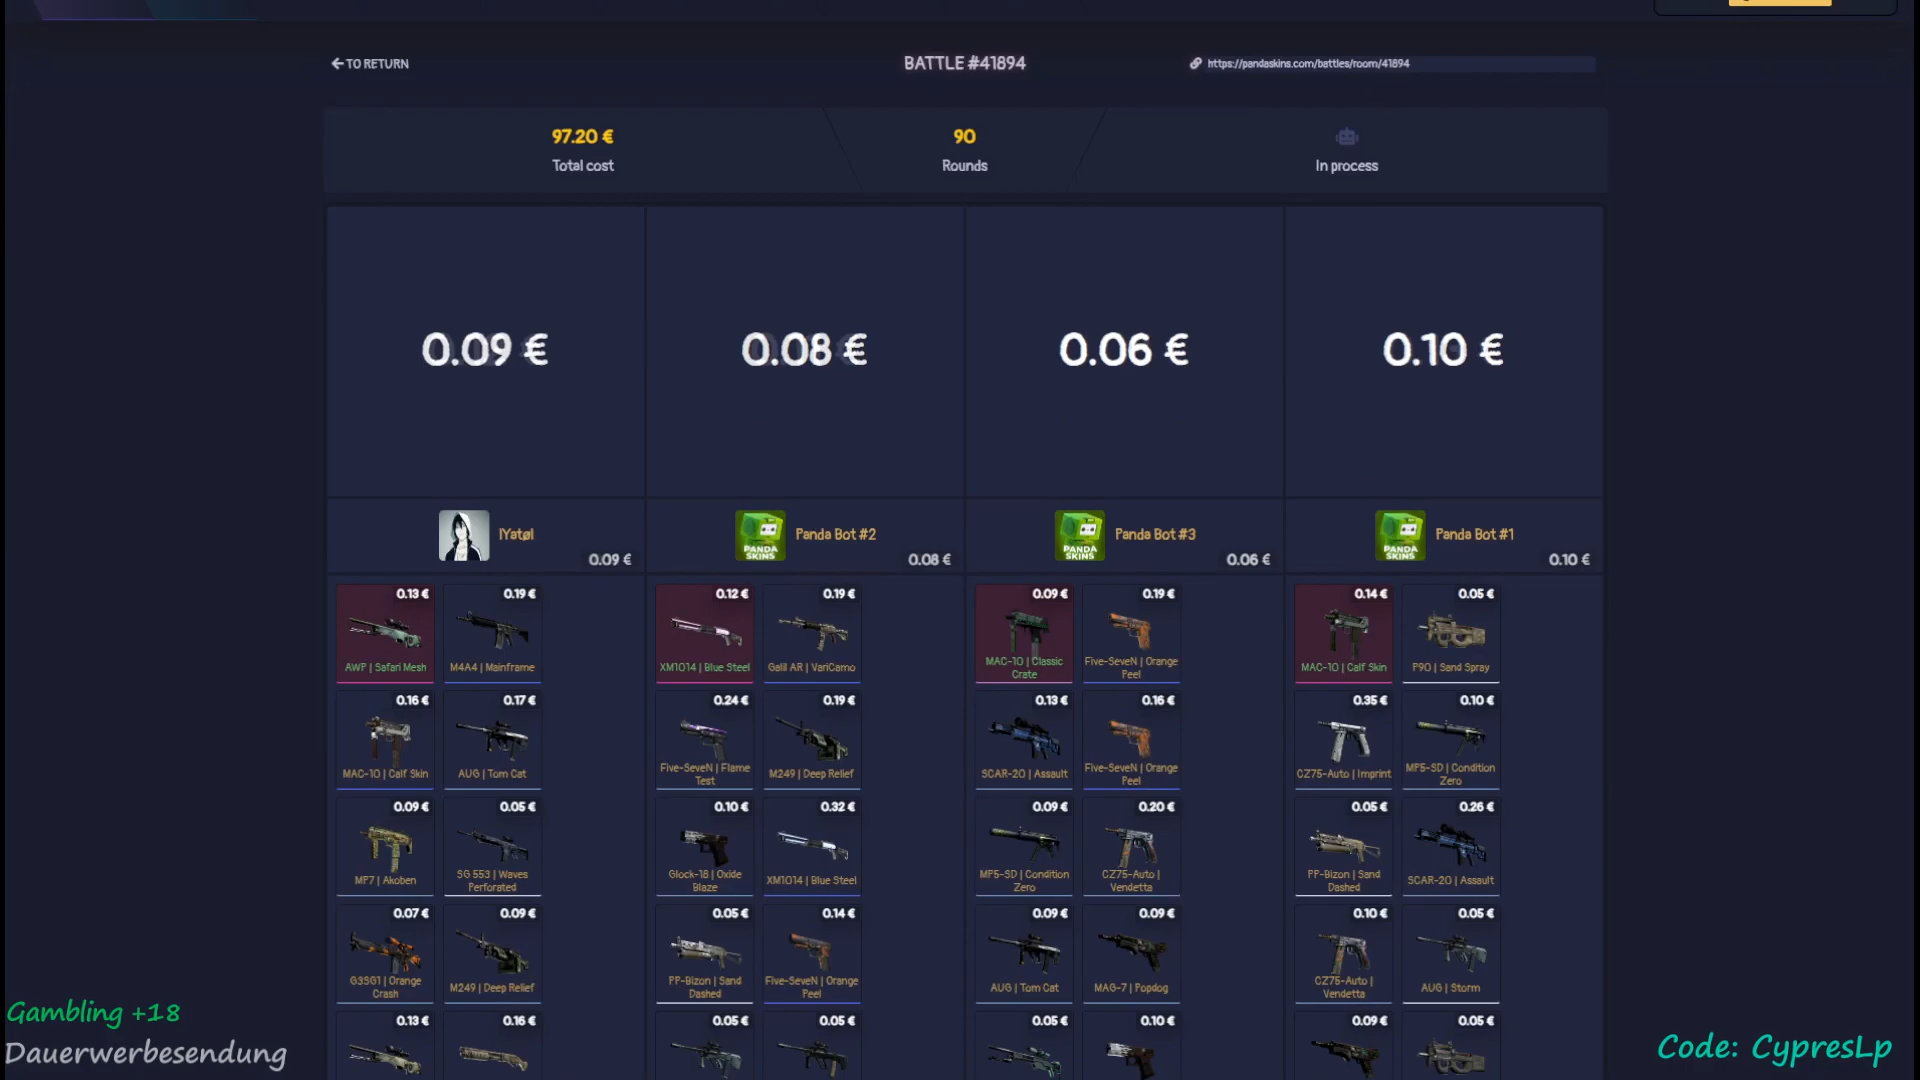 TO RETURN
BATTLE #41894
https://pandaskins.com/battles/room/41894
97.20 €
Total cost
90
Rounds
In process
0.09 €
0.08 €
0.06 €
0.10 €
IYatøl
0.09 €
Panda Bot #2
0.08 €
Panda Bot #3
0.06 €
Panda Bot #1
0.10 €
PANDA
SKINS
PANDA
SKINS
PANDA
SKINS
0.13 €
AWP | Safari Mesh
0.19 €
M4A4 | Mainframe
0.12 €
XM1014 | Blue Steel
0.19 €
Galil AR | VariCamo
0.09 €
MAC-10 | Classic
Crate
0.19 €
Five-SeveN | Orange
Peel
0.14 €
MAC-10 | Calf Skin
0.05 €
P90 | Sand Spray
0.16 €
MAC-10 | Calf Skin
0.17 €
AUG | Tom Cat
0.24 €
Five-SeveN | Flame
Test
0.19 €
M249 | Deep Relief
0.13 €
SCAR-20 | Assault
0.16 €
Five-SeveN | Orange
Peel
0.35 €
CZ75-Auto | Imprint
0.10 €
MP5-SD | Condition
Zero
0.09 €
MP7 | Akoben
0.05 €
SG 553 | Waves
Perforated
0.10 €
Glock-18 | Oxide
Blaze
0.32 €
XM1014 | Blue Steel
0.09 €
MP5-SD | Condition
Zero
0.20 €
CZ75-Auto |
Vendetta
0.05 €
PP-Bizon | Sand
Dashed
0.26 €
SCAR-20 | Assault
0.07 €
G3SG1 | Orange
Crash
0.09 €
M249 | Deep Relief
0.05 €
PP-Bizon | Sand
Dashed
0.14 €
Five-SeveN | Orange
Peel
0.09 €
AUG | Tom Cat
0.09 €
MAG-7 | Popdog
0.10 €
CZ75-Auto |
Vendetta
0.05 €
AUG | Storm
0.13 €
0.16 €
0.05 €
0.05 €
0.05 €
0.10 €
0.09 €
0.05 €
Gambling +18
Dauerwerbesendung
Code: CypresLp